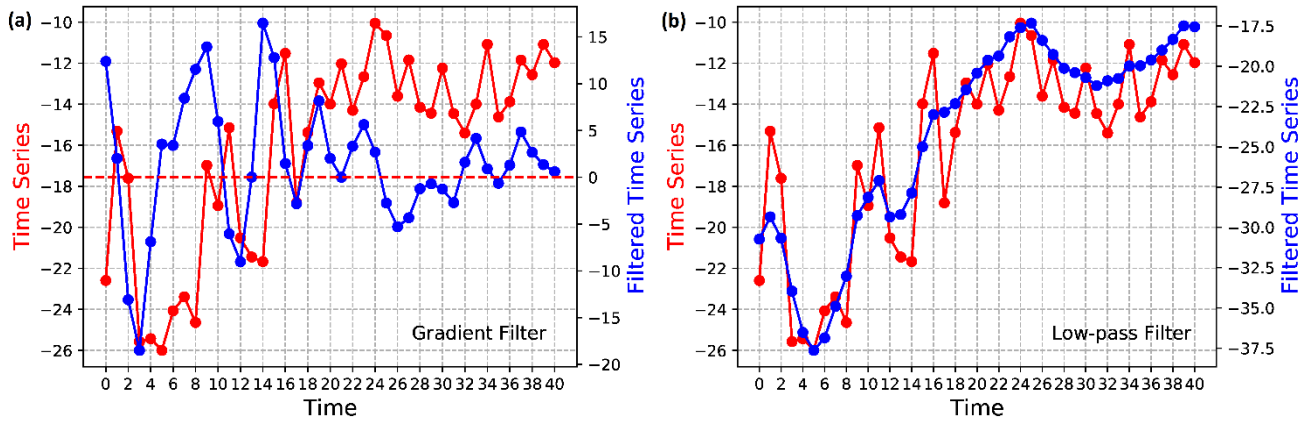 (a)
Time Series
−10
−12
−14
−16
−18
−20
−22
−24
−26
0 2 4 6 8 10 12 14 16 18 20 22 24 26 28 30 32 34 36 38 40
Time
15
10
5
0
−5
−10
−15
−20
Filtered Time Series
Gradient Filter
(b)
Time Series
−10
−12
−14
−16
−18
−20
−22
−24
−26
0 2 4 6 8 10 12 14 16 18 20 22 24 26 28 30 32 34 36 38 40
Time
−17.5
−20.0
−22.5
−25.0
−27.5
−30.0
−32.5
−35.0
−37.5
Filtered Time Series
Low-pass Filter